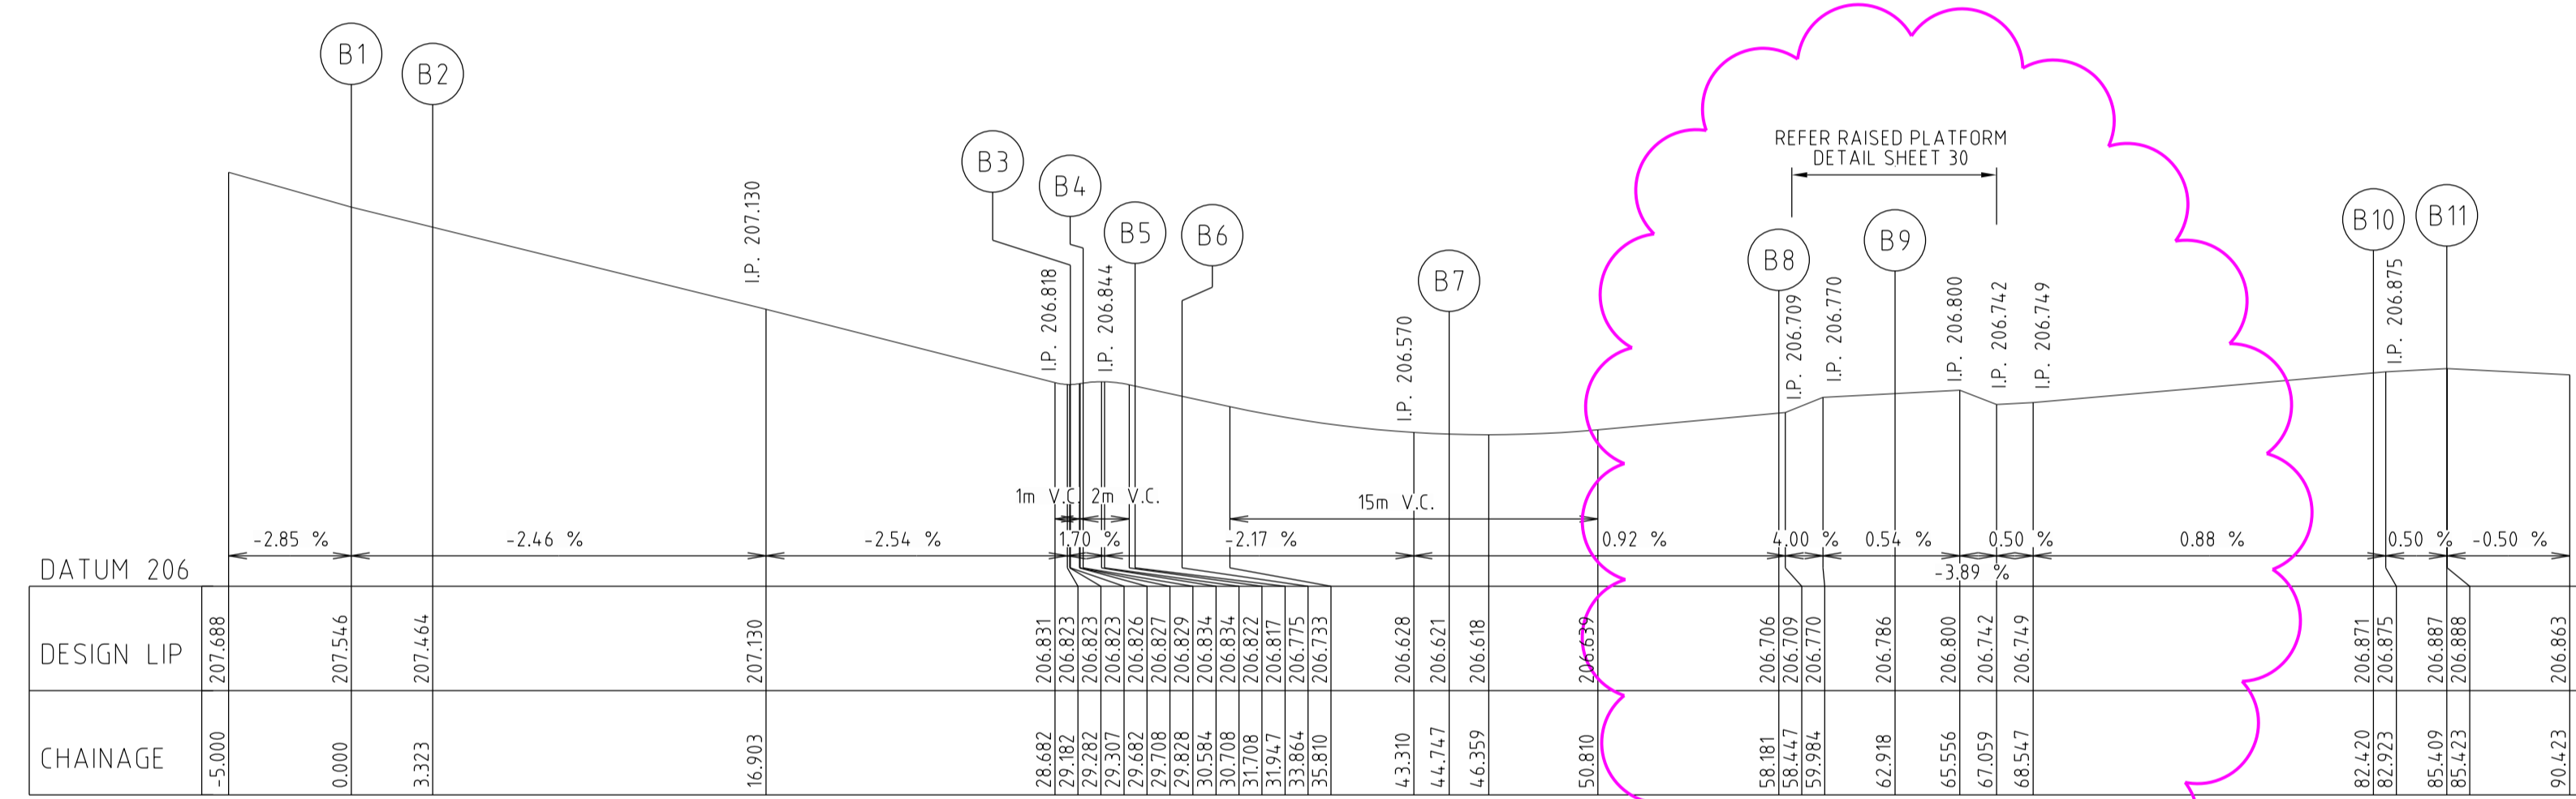 B1
B2
B3
B4
B5
B6
B7
B8
B9
B10
B11
REFER RAISED PLATFORM
DETAIL SHEET 30
I.P. 207.130
I.P. 206.818
I.P. 206.844
I.P. 206.570
I.P. 206.709
I.P. 206.770
I.P. 206.800
I.P. 206.742
I.P. 206.749
I.P. 206.875
1m V.C.
2m V.C.
15m V.C.
-2.85 %
-2.46 %
-2.54 %
1.70 %
-2.17 %
0.92 %
4.00 %
0.54 %
-3.89 %
0.50 %
0.88 %
0.50 %
-0.50 %
DATUM 206
DESIGN LIP
207.688
207.546
207.464
207.130
206.831
206.823
206.823
206.823
206.826
206.827
206.829
206.834
206.834
206.822
206.817
206.775
206.733
206.628
206.621
206.618
206.639
206.706
206.709
206.770
206.786
206.800
206.742
206.749
206.871
206.875
206.887
206.888
206.863
CHAINAGE
-5.000
0.000
3.323
16.903
28.682
29.182
29.282
29.307
29.682
29.708
29.828
30.584
30.708
31.708
31.947
33.864
35.810
43.310
44.747
46.359
50.810
58.181
58.447
59.984
62.918
65.556
67.059
68.547
82.420
82.923
85.409
85.423
90.423